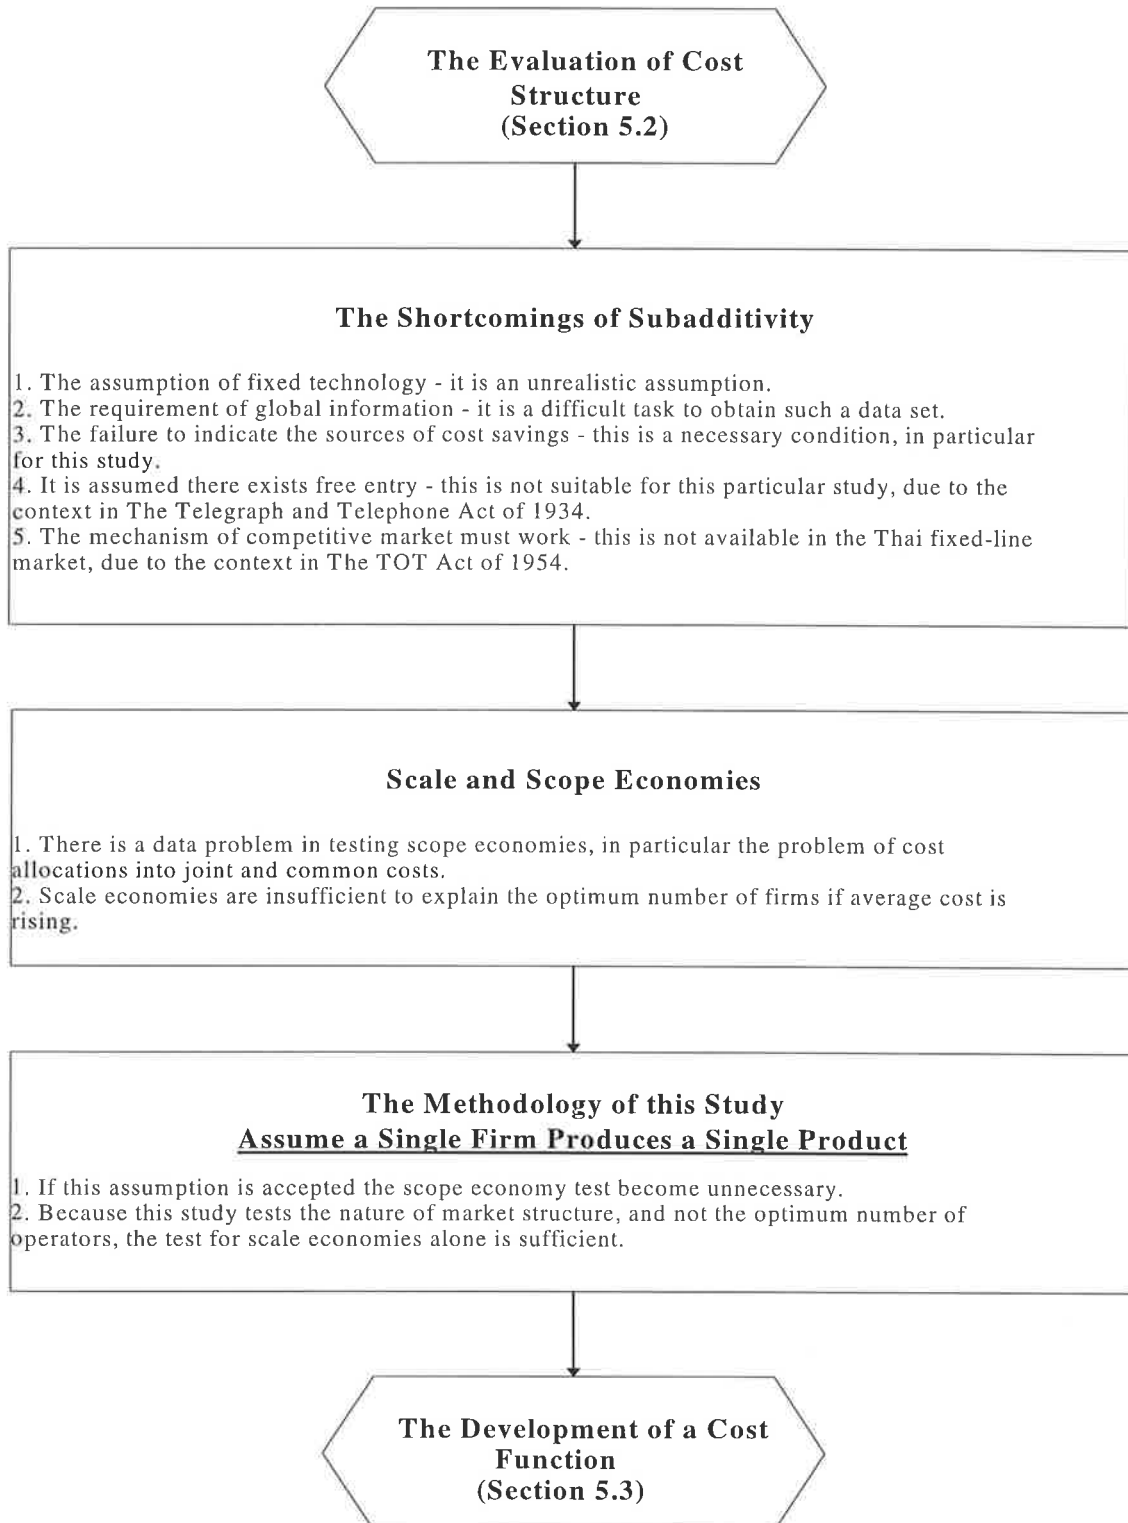 The Evaluation of Cost
Structure
(Section 5.2)
The Shortcomings of Subadditivity
1. The assumption of fixed technology - it is an unrealistic assumption.
2. The requirement of global information - it is a difficult task to obtain such a data set.
3. The failure to indicate the sources of cost savings - this is a necessary condition, in particular
for this study.
4. It is assumed there exists free entry - this is not suitable for this particular study, due to the
context in The Telegraph and Telephone Act of 1934.
5. The mechanism of competitive market must work - this is not available in the Thai fixed-line
market, due to the context in The TOT Act of 1954.
Scale and Scope Economies
1. There is a data problem in testing scope economies, in particular the problem of cost
allocations into joint and common costs.
2. Scale economies are insufficient to explain the optimum number of firms if average cost is
rising.
The Methodology of this Study
Assume a Single Firm Produces a Single Product
1. If this assumption is accepted the scope economy test become unnecessary.
2. Because this study tests the nature of market structure, and not the optimum number of
operators, the test for scale economies alone is sufficient.
The Development of a Cost
Function
(Section 5.3)